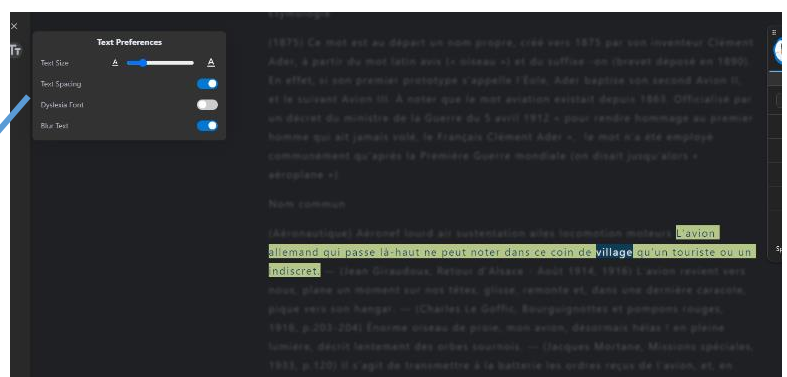 Étymologie
Text Preferences
Text Size A A
Text Spacing
Dyslexia Font
Blur Text
(1875) Ce mot est au départ un nom propre, créé vers 1875 par son inventeur Clément
Ader, à partir du mot latin avis (« oiseau ») et du suffixe -on (brevet déposé en 1890).
En effet, si son premier prototype s'appelle l'Éole, Ader baptise son second Avion II,
et le suivant Avion III. À noter que le mot aviation existait depuis 1863. Officialisé par
un décret du ministre de la Guerre du 5 avril 1912 « pour rendre hommage au premier
homme qui ait jamais volé, le Français Clément Ader », le mot n'a été employé
communément qu'après la Première Guerre mondiale (on disait jusqu'alors «
aéroplane »)
Nom commun
(Aéronautique) Aéronef lourd air sustentation ailes locomotion moteurs L'avion
allemand qui passe là-haut ne peut noter dans ce coin de village qu'un touriste ou un
indiscret. — (Jean Giraudoux, Retour d'Alsace - Août 1914, 1916) L'avion revient vers
nous, plane un moment sur nos têtes, glisse, remonte et, dans une dernière caracole,
pique vers son hangar. — (Charles Le Goffic, Bourguignottes et pompons rouges,
1916, p.203-204) Énorme oiseau de proie, mon avion, désormais hélas ! en pleine
lumière, décrit lentement des orbes sournois. — (Jacques Mortane, Missions spéciales,
1933, p.120) Il s'agit de transmettre à la batterie les ordres reçus de l'avion, et, en